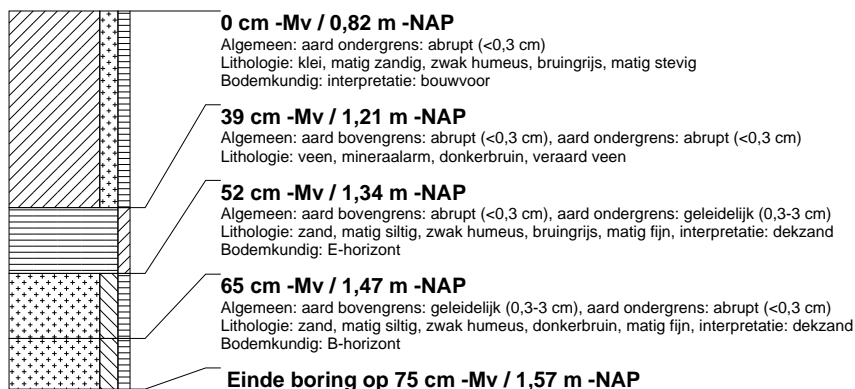 0 cm -Mv / 0,82 m -NAP
Algemeen: aard ondergrens: abrupt (<0,3 cm)
Lithologie: klei, matig zandig, zwak humeus, bruingrijs, matig stevig
Bodemkundig: interpretatie: bouwvoor
39 cm -Mv / 1,21 m -NAP
Algemeen: aard bovengrens: abrupt (<0,3 cm), aard ondergrens: abrupt (<0,3 cm)
Lithologie: veen, mineraalarm, donkerbruin, veraard veen
52 cm -Mv / 1,34 m -NAP
Algemeen: aard bovengrens: abrupt (<0,3 cm), aard ondergrens: geleidelijk (0,3-3 cm)
Lithologie: zand, matig siltig, zwak humeus, bruingrijs, matig fijn, interpretatie: dekzand
Bodemkundig: E-horizont
65 cm -Mv / 1,47 m -NAP
Algemeen: aard bovengrens: geleidelijk (0,3-3 cm), aard ondergrens: abrupt (<0,3 cm)
Lithologie: zand, matig siltig, zwak humeus, donkerbruin, matig fijn, interpretatie: dekzand
Bodemkundig: B-horizont
Einde boring op 75 cm -Mv / 1,57 m -NAP